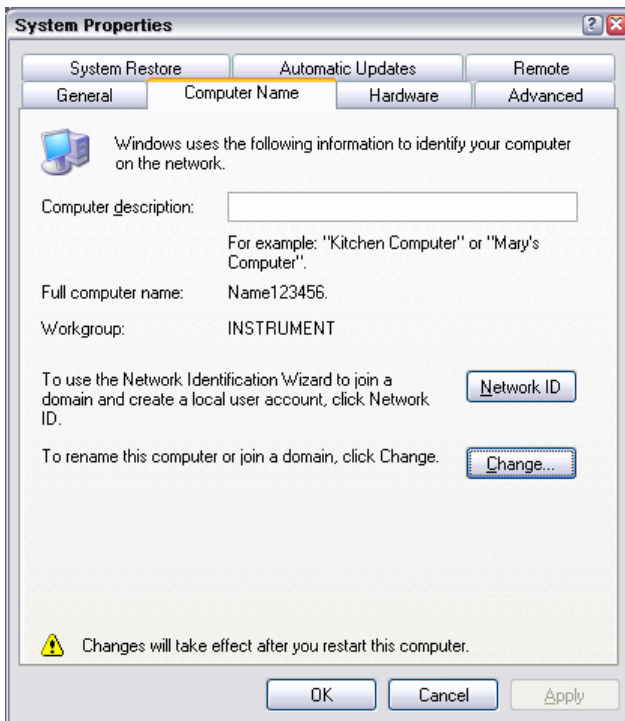 System Properties
System Restore
Automatic Updates
Remote
General
Computer Name
Hardware
Advanced
Windows uses the following information to identify your computer
on the network.
Computer description:
For example: "Kitchen Computer" or "Mary's
Computer".
Full computer name: Name123456.
Workgroup: INSTRUMENT
To use the Network Identification Wizard to join a
domain and create a local user account, click Network
ID.
Network ID
To rename this computer or join a domain, click Change.
Change...
Changes will take effect after you restart this computer.
OK
Cancel
Apply